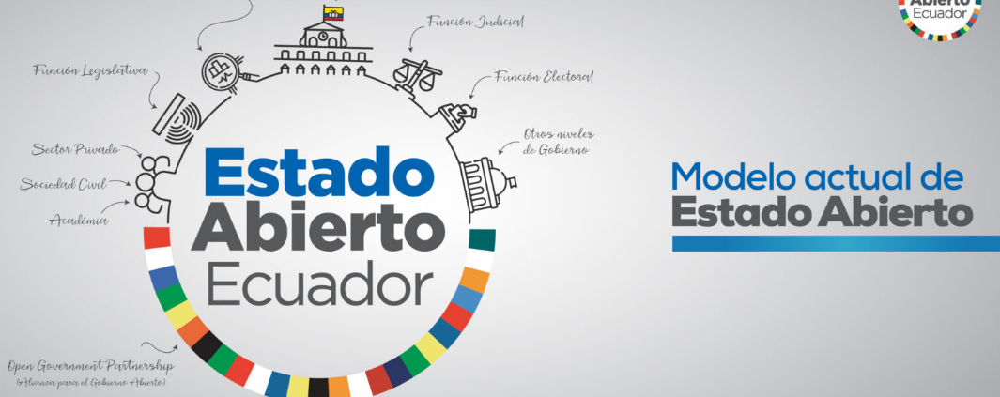 Abierto
Ecuador
Función Judicial
Función Legislativa
Función Electoral
Otros niveles
de Gobierno
Sector Privado
Sociedad Civil
Académia
Estado
Abierto
Ecuador
Modelo actual de
Estado Abierto
Open Government Partnership
(Alianza para el Gobierno Abierto)